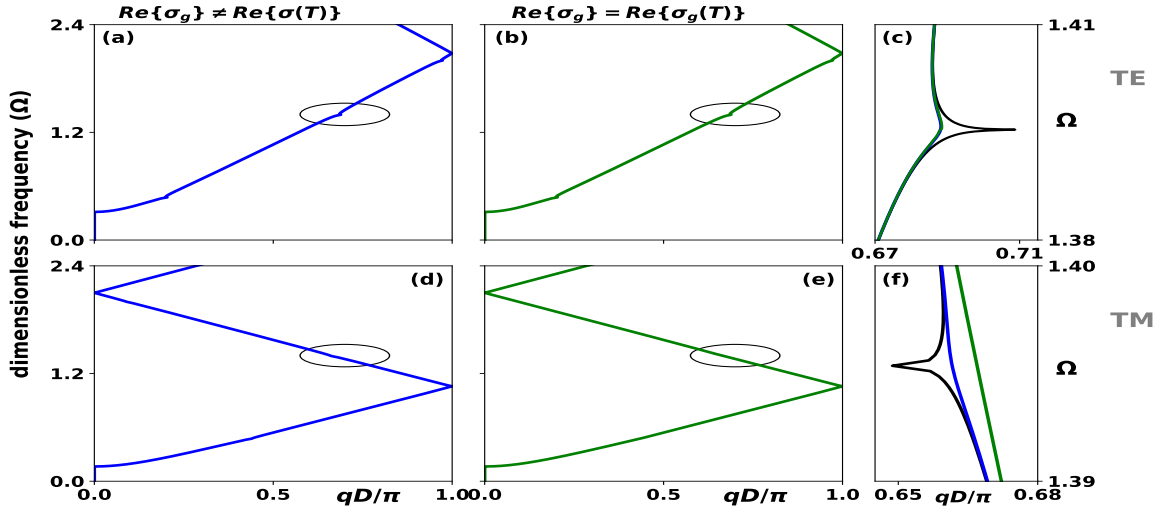 Re{σg} ≠ Re{σ(T)}
Re{σg} = Re{σg(T)}
dimensionless frequency (Ω)
2.4
1.2
0.0
(a)
(b)
(c)
1.41
Ω
1.38
0.67
0.71
TE
2.4
1.2
0.0
(d)
(e)
(f)
1.40
Ω
1.39
TM
0.0
0.5
qD/π
1.0
0.0
0.5
qD/π
1.0
0.65
qD/π
0.68